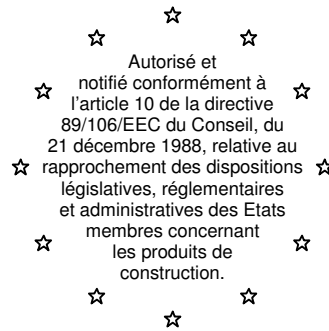 Autorisé et
notifié conformément à
l'article 10 de la directive
89/106/EEC du Conseil, du
21 décembre 1988, relative au
rapprochement des dispositions
législatives, réglementaires
et administratives des Etats
membres concernant
les produits de
construction.